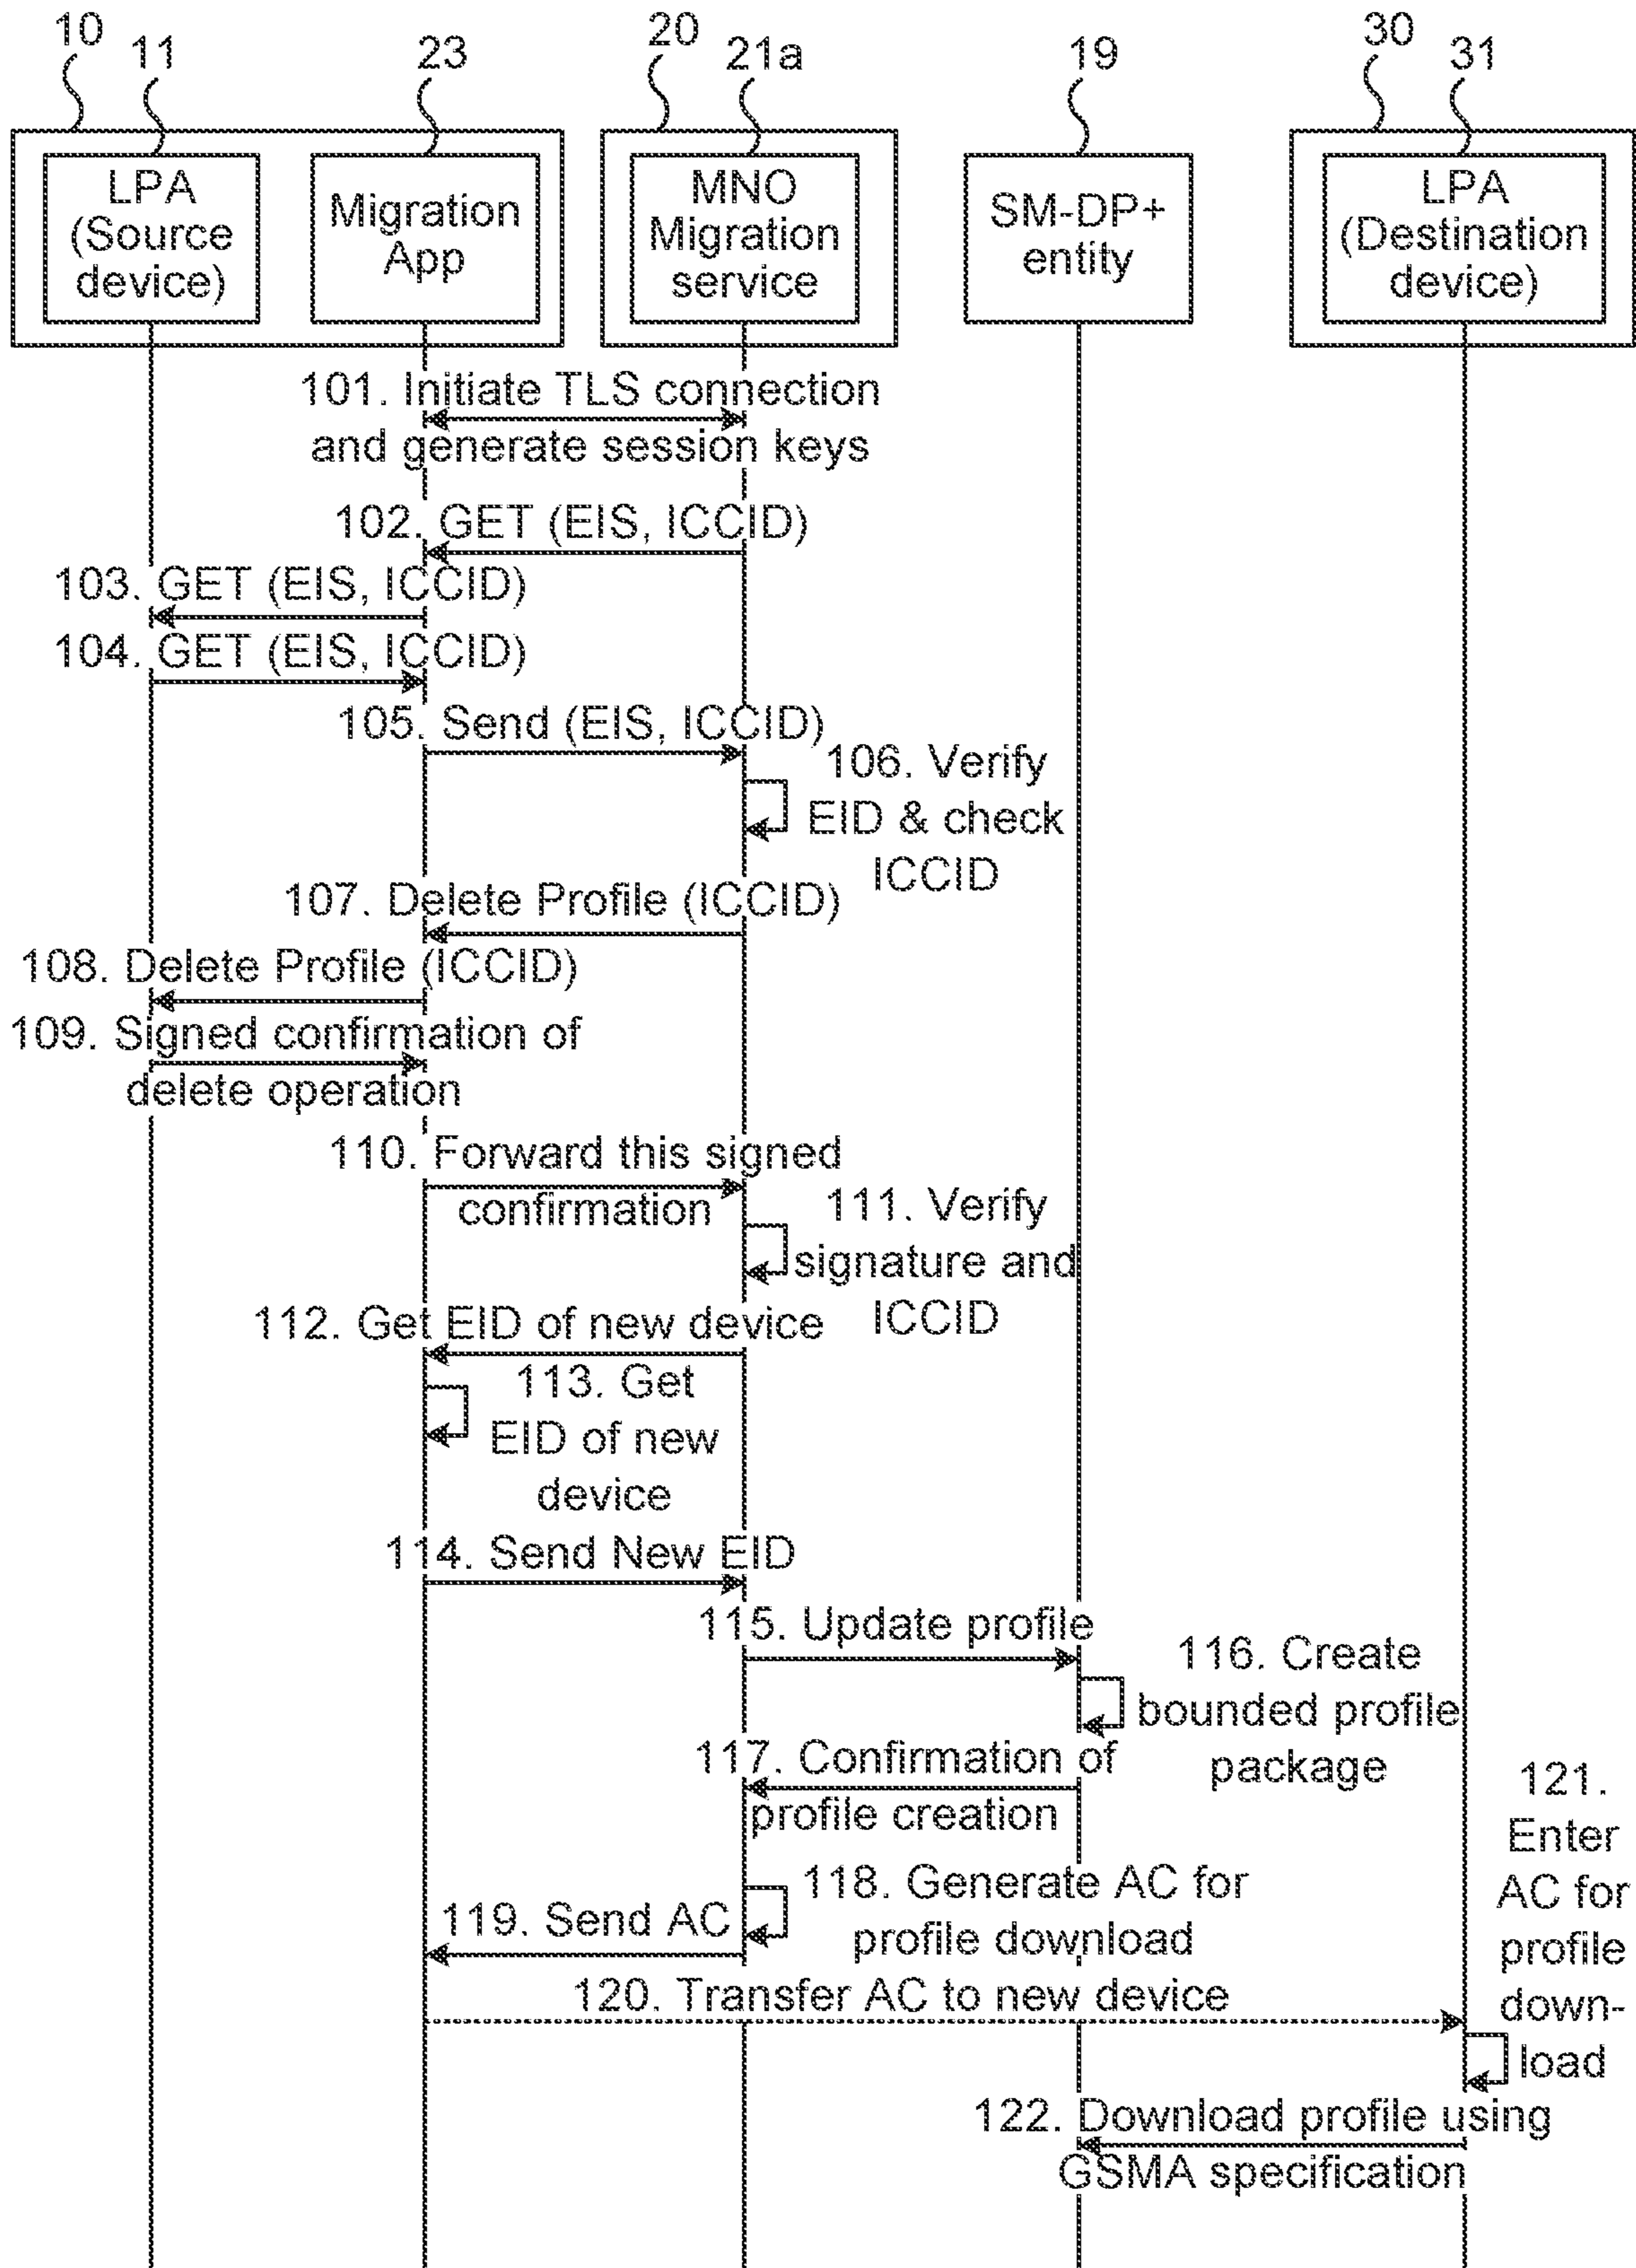 10
11
23
20
21a
19
30
31
LPA
(Source
device)
Migration
App
MNO
Migration
service
SM-DP+
entity
LPA
(Destination
device)
101. Initiate TLS connection
and generate session keys
102. GET (EIS, ICCID)
103. GET (EIS, ICCID)
104. GET (EIS, ICCID)
105. Send (EIS, ICCID)
106. Verify
EID & check
ICCID
107. Delete Profile (ICCID)
108. Delete Profile (ICCID)
109. Signed confirmation of
delete operation
110. Forward this signed
confirmation
111. Verify
signature and
ICCID
112. Get EID of new device
113. Get
EID of new
device
114. Send New EID
115. Update profile
116. Create
bounded profile
package
117. Confirmation of
profile creation
118. Generate AC for
profile download
119. Send AC
120. Transfer AC to new device
121.
Enter
AC for
profile
down-
load
122. Download profile using
GSMA specification